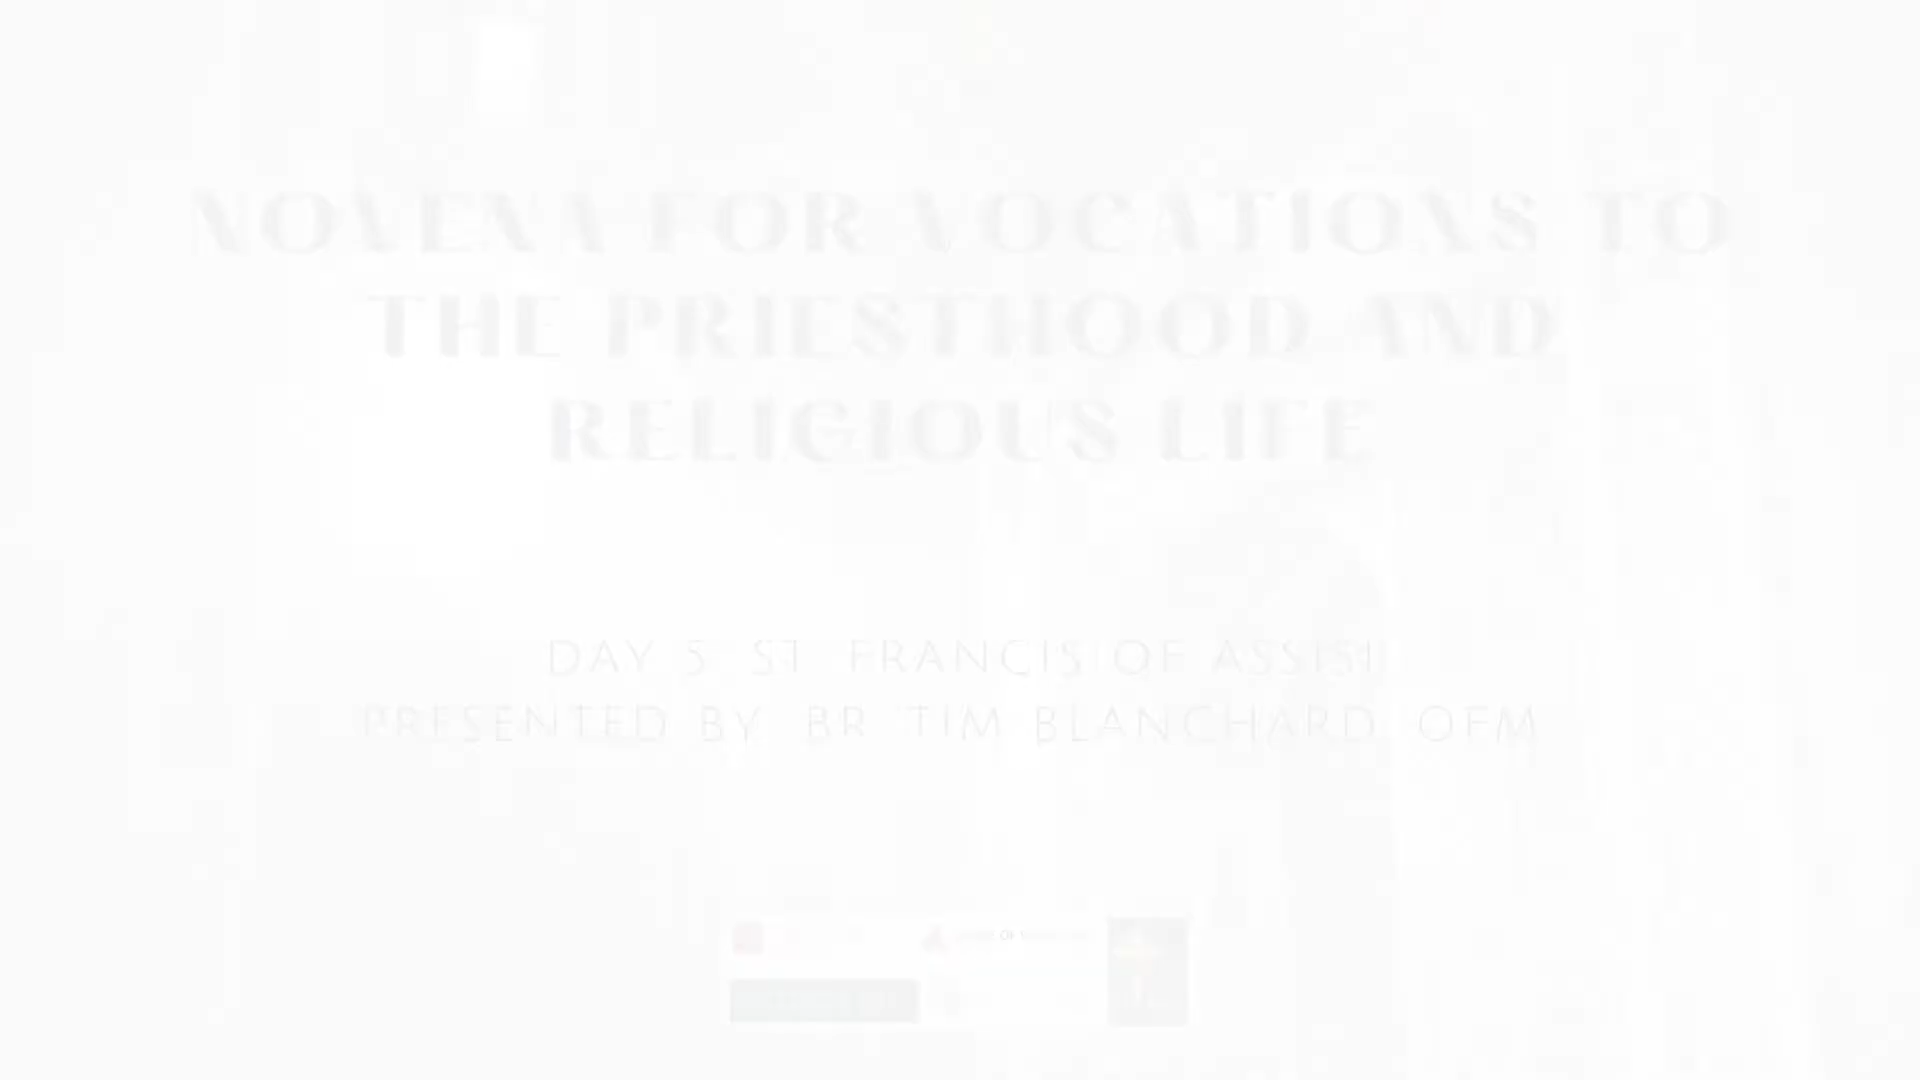 NOVENA FOR VOCATIONS TO
THE PRIESTHOOD AND
RELIGIOUS LIFE
DAY 5 ST. FRANCIS OF ASSISI
PRESENTED BY BR. TIM BLANCHARD, OFM